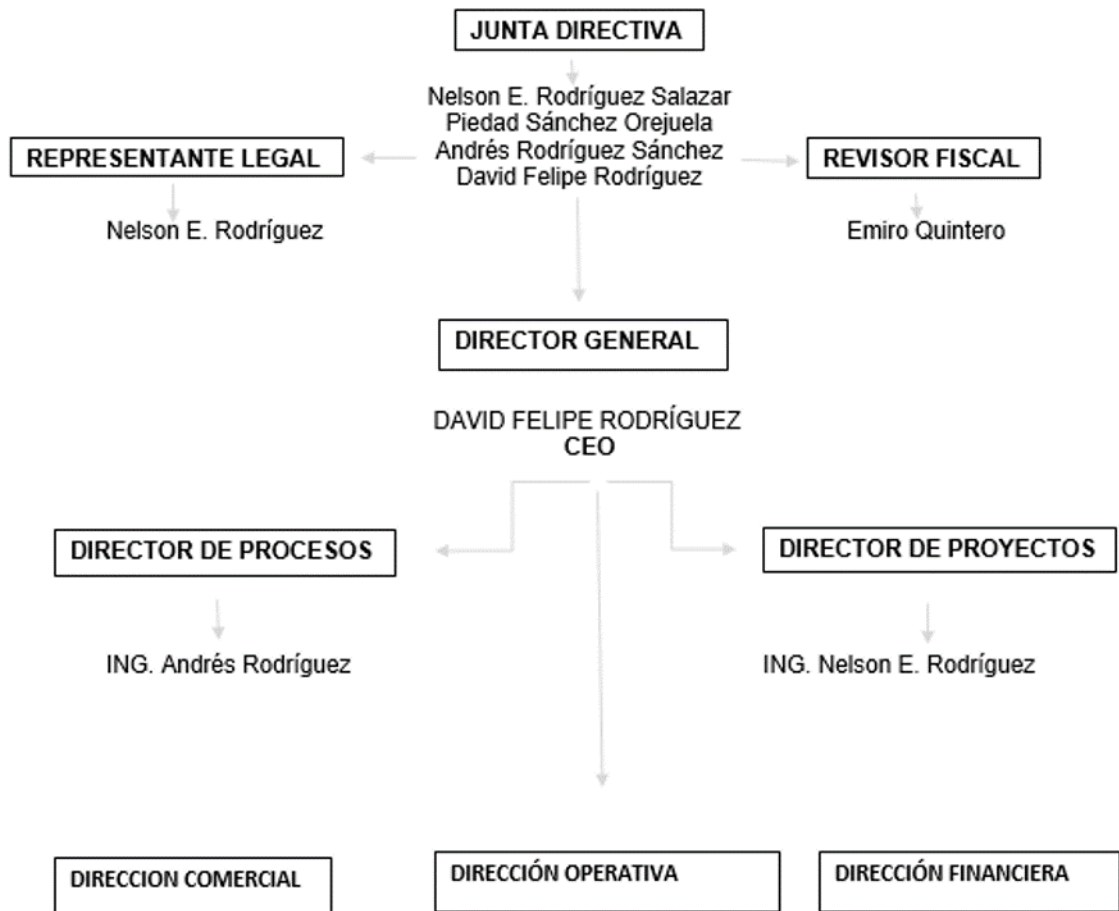 JUNTA DIRECTIVA
Nelson E. Rodríguez Salazar
Piedad Sánchez Orejuela
Andrés Rodríguez Sánchez
David Felipe Rodríguez
REPRESENTANTE LEGAL
Nelson E. Rodríguez
REVISOR FISCAL
Emiro Quintero
DIRECTOR GENERAL
DAVID FELIPE RODRÍGUEZ
CEO
DIRECTOR DE PROCESOS
ING. Andrés Rodríguez
DIRECTOR DE PROYECTOS
ING. Nelson E. Rodríguez
DIRECCION COMERCIAL
DIRECCIÓN OPERATIVA
DIRECCIÓN FINANCIERA